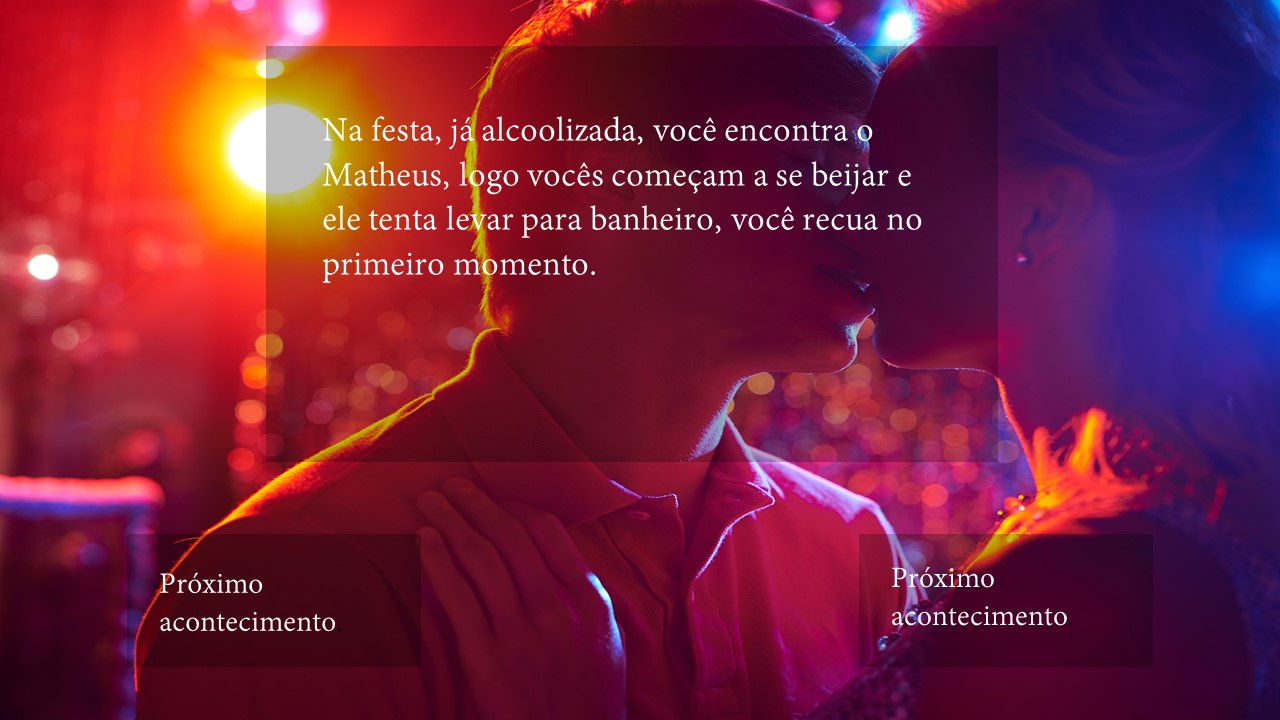 Na festa, já alcoolizada, você encontra o
Matheus, logo vocês começam a se beijar e
ele tenta levar para banheiro, você recua no
primeiro momento.
Próximo
acontecimento.
Próximo
acontecimento